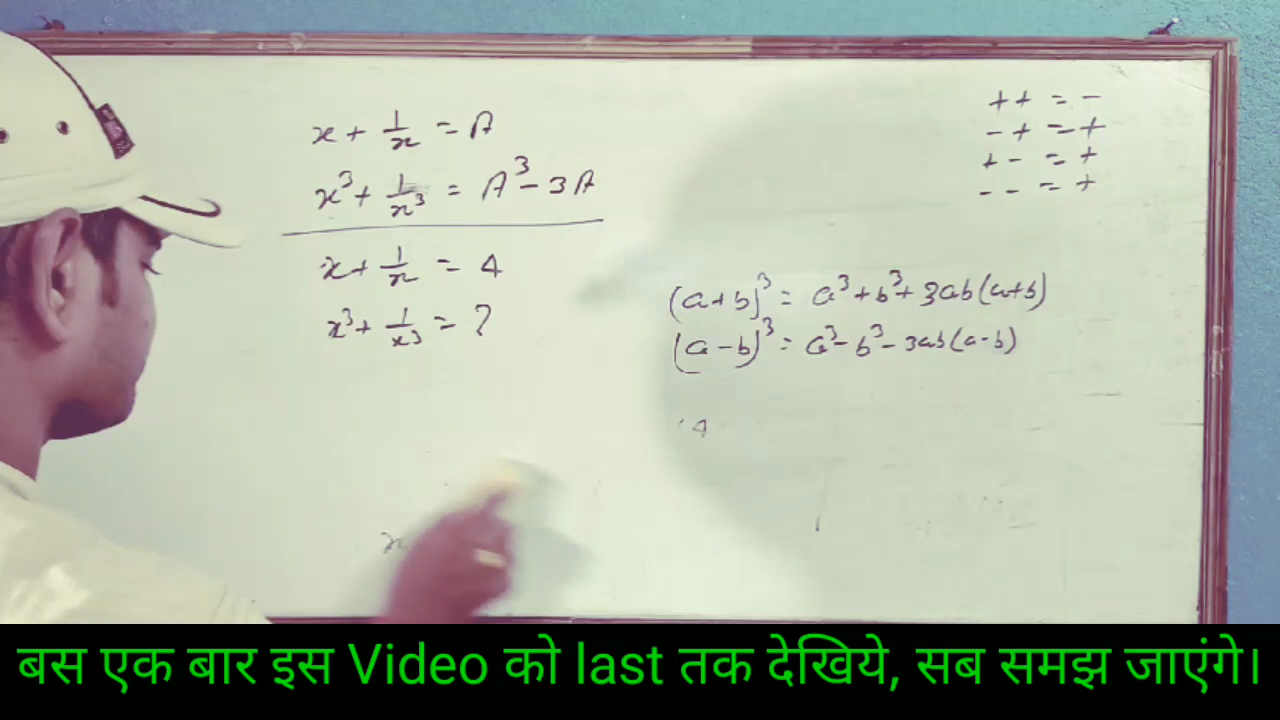 x + 1/x = A
x³ + 1/x³ = A³ - 3A
x + 1/x = 4
x³ + 1/x³ = ?
+ + = -
- + = +
+ - = +
- - = +
(a+b)³ = a³+b³+3ab(a+b)
(a-b)³ = a³-b³-3ab(a-b)
x
बस एक बार इस Video को last तक देखिये, सब समझ जाएंगे।